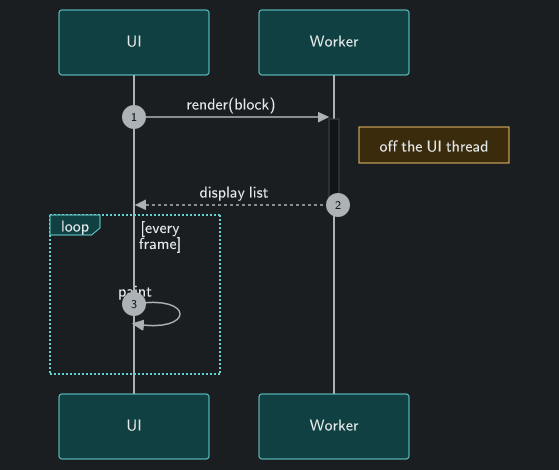 UI
Worker
render(block)
1
off the UI thread
display list
2
loop
[every
frame]
paint
3
UI
Worker